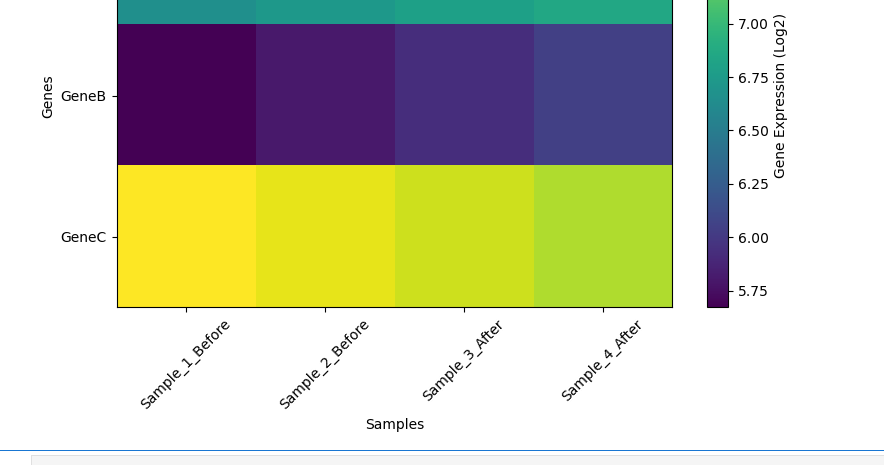 Genes
GeneB
GeneC
Sample_1_Before
Sample_2_Before
Sample_3_After
Sample_4_After
Samples
7.00
6.75
6.50
6.25
6.00
5.75
Gene Expression (Log2)